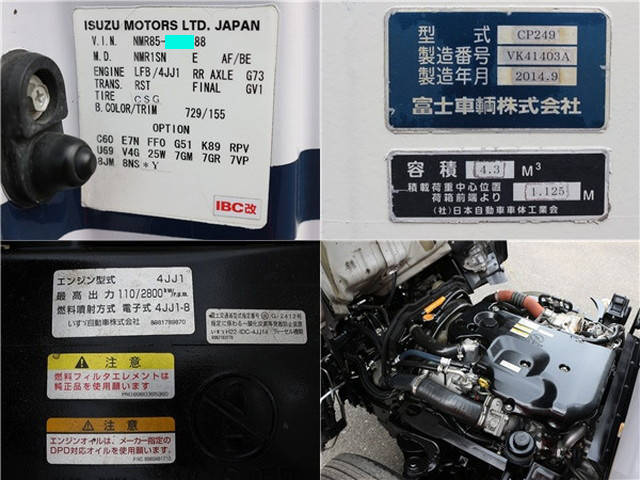 ISUZU MOTORS LTD. JAPAN
V.I.N. NMR85- 88
M.D. NMR1SN E AF/BE
ENGINE LFB/4JJ1 RR AXLE G73
TRANS. RST FINAL GV1
TIRE CSG
B.COLOR/TRIM 729/155
OPTION
C60 E7N FF0 G51 K89 RPV
U69 V4G 25W 7GM 7GR 7VP
8JM 8NS*Y
IBC改
型式 CP249
製造番号 VK41403A
製造年月 2014.9
富士車輌株式会社
容積 4.3 M³
積載荷重中心位置
荷箱前端より 1.125 M
(社)日本自動車車体工業会
エンジン型式 4JJ1
最高出力 110/2800 kW/r.p.m.
燃料噴射方式 電子式 4JJ1-8
いすゞ自動車株式会社
注意
燃料フィルタエレメントは
純正品を使用願います
注意
エンジンオイルは、メーカー指定の
DPD対応オイルを使用願います。